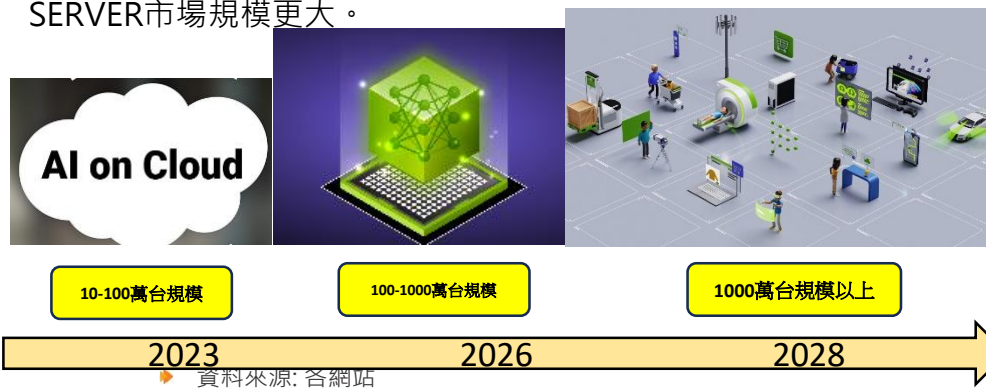 SERVER市場規模更大。
AI on Cloud
10-100萬台規模
100-1000萬台規模
1000萬台規模以上
2023
2026
2028
資料來源: 各網站